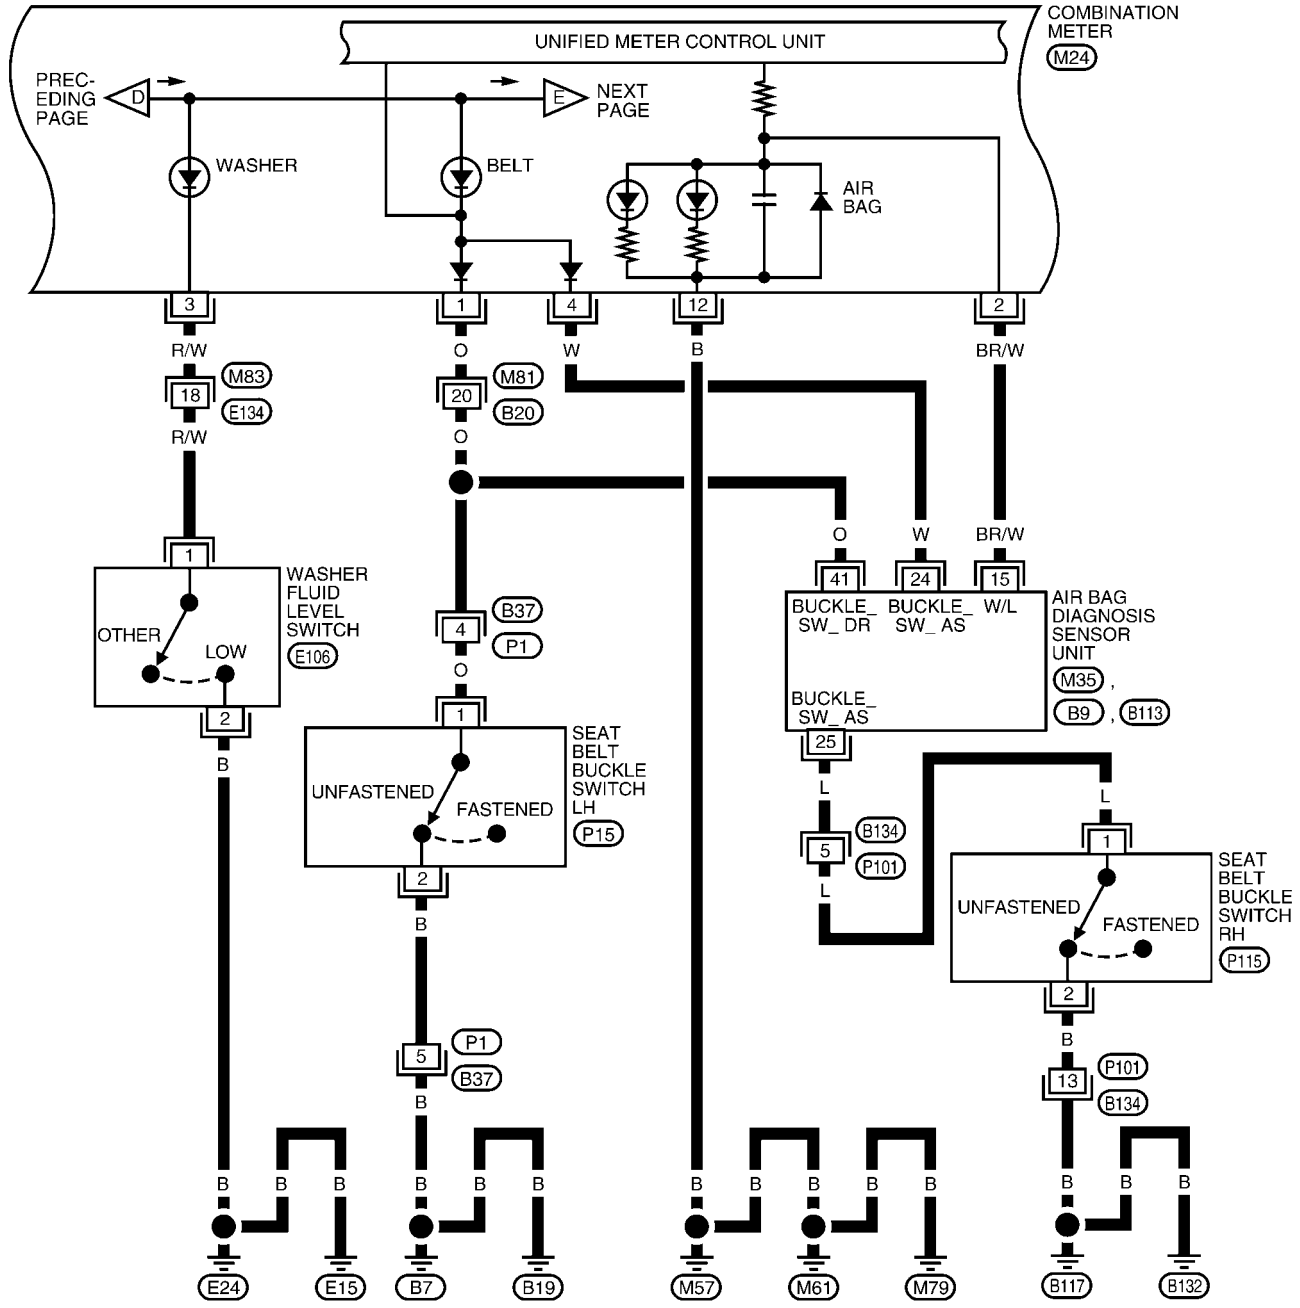 COMBINATION
METER
M24
UNIFIED METER CONTROL UNIT
PREC-
EDING
PAGE
D
E
NEXT
PAGE
WASHER
BELT
AIR
BAG
3
1
4
12
2
R/W
O
W
B
BR/W
18
M83
E134
20
M81
B20
R/W
O
O
W
BR/W
1
WASHER
FLUID
LEVEL
SWITCH
E106
OTHER
LOW
2
B
4
B37
P1
O
41
24
15
BUCKLE_
SW_ DR
BUCKLE_
SW_ AS
W/L
BUCKLE_
SW_ AS
25
AIR BAG
DIAGNOSIS
SENSOR
UNIT
M35 ,
B9 , B113
1
SEAT
BELT
BUCKLE
SWITCH
LH
P15
UNFASTENED
FASTENED
2
B
L
5
B134
P101
L
L
1
SEAT
BELT
BUCKLE
SWITCH
RH
P115
UNFASTENED
FASTENED
2
B
5
P1
B37
B
13
P101
B134
B
B
B
B
B
B
B
B
B
B
B
B
B
B
E24
E15
B7
B19
M57
M61
M79
B117
B132